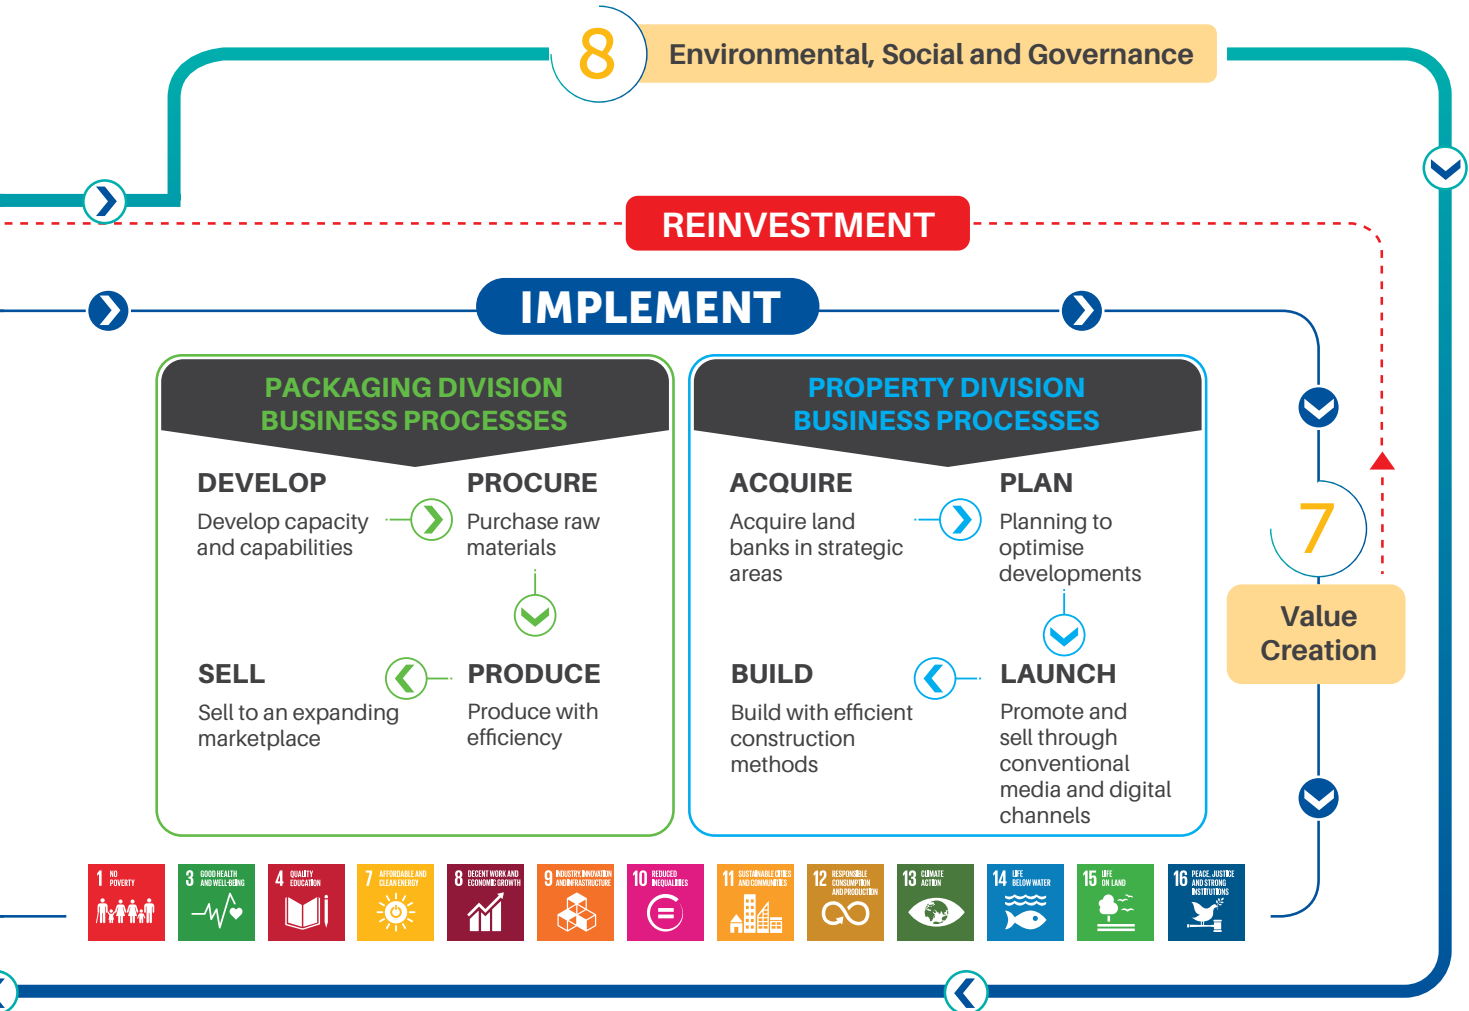 8
Environmental, Social and Governance
REINVESTMENT
IMPLEMENT
PACKAGING DIVISION
BUSINESS PROCESSES
DEVELOP
Develop capacity
and capabilities
PROCURE
Purchase raw
materials
SELL
Sell to an expanding
marketplace
PRODUCE
Produce with
efficiency
PROPERTY DIVISION
BUSINESS PROCESSES
ACQUIRE
Acquire land
banks in strategic
areas
PLAN
Planning to
optimise
developments
BUILD
Build with efficient
construction
methods
LAUNCH
Promote and
sell through
conventional
media and digital
channels
7
Value
Creation
1 NO
POVERTY
3 GOOD HEALTH
AND WELL-BEING
4 QUALITY
EDUCATION
7 AFFORDABLE AND
CLEAN ENERGY
8 DECENT WORK AND
ECONOMIC GROWTH
9 INDUSTRY, INNOVATION
AND INFRASTRUCTURE
10 REDUCED
INEQUALITIES
11 SUSTAINABLE CITIES
AND COMMUNITIES
12 RESPONSIBLE
CONSUMPTION
AND PRODUCTION
13 CLIMATE
ACTION
14 LIFE
BELOW WATER
15 LIFE
ON LAND
16 PEACE, JUSTICE
AND STRONG
INSTITUTIONS